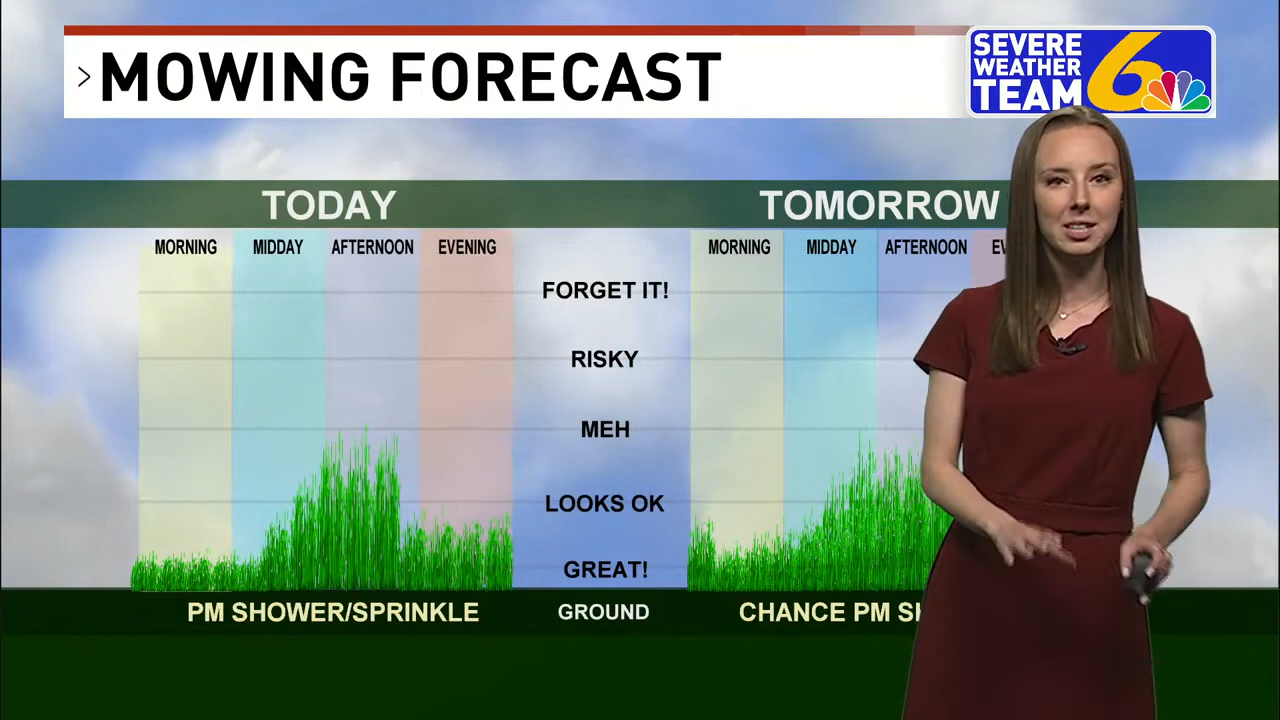 MOWING FORECAST
SEVERE
WEATHER
TEAM
6
TODAY
TOMORROW
MORNING MIDDAY AFTERNOON EVENING
MORNING MIDDAY AFTERNOON
FORGET IT!
RISKY
MEH
LOOKS OK
GREAT!
PM SHOWER/SPRINKLE
GROUND
CHANCE PM